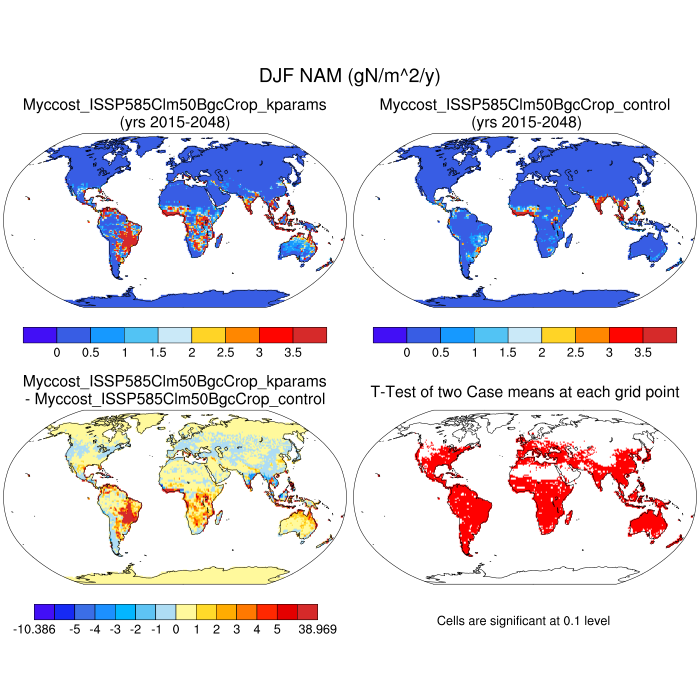 DJF NAM (gN/m^2/y)
Myccost_ISSP585Clm50BgcCrop_kparams
(yrs 2015-2048)
Myccost_ISSP585Clm50BgcCrop_control
(yrs 2015-2048)
0 0.5 1 1.5 2 2.5 3 3.5
0 0.5 1 1.5 2 2.5 3 3.5
Myccost_ISSP585Clm50BgcCrop_kparams
- Myccost_ISSP585Clm50BgcCrop_control
T-Test of two Case means at each grid point
-10.386 -5 -4 -3 -2 -1 0 1 2 3 4 5 38.969
Cells are significant at 0.1 level